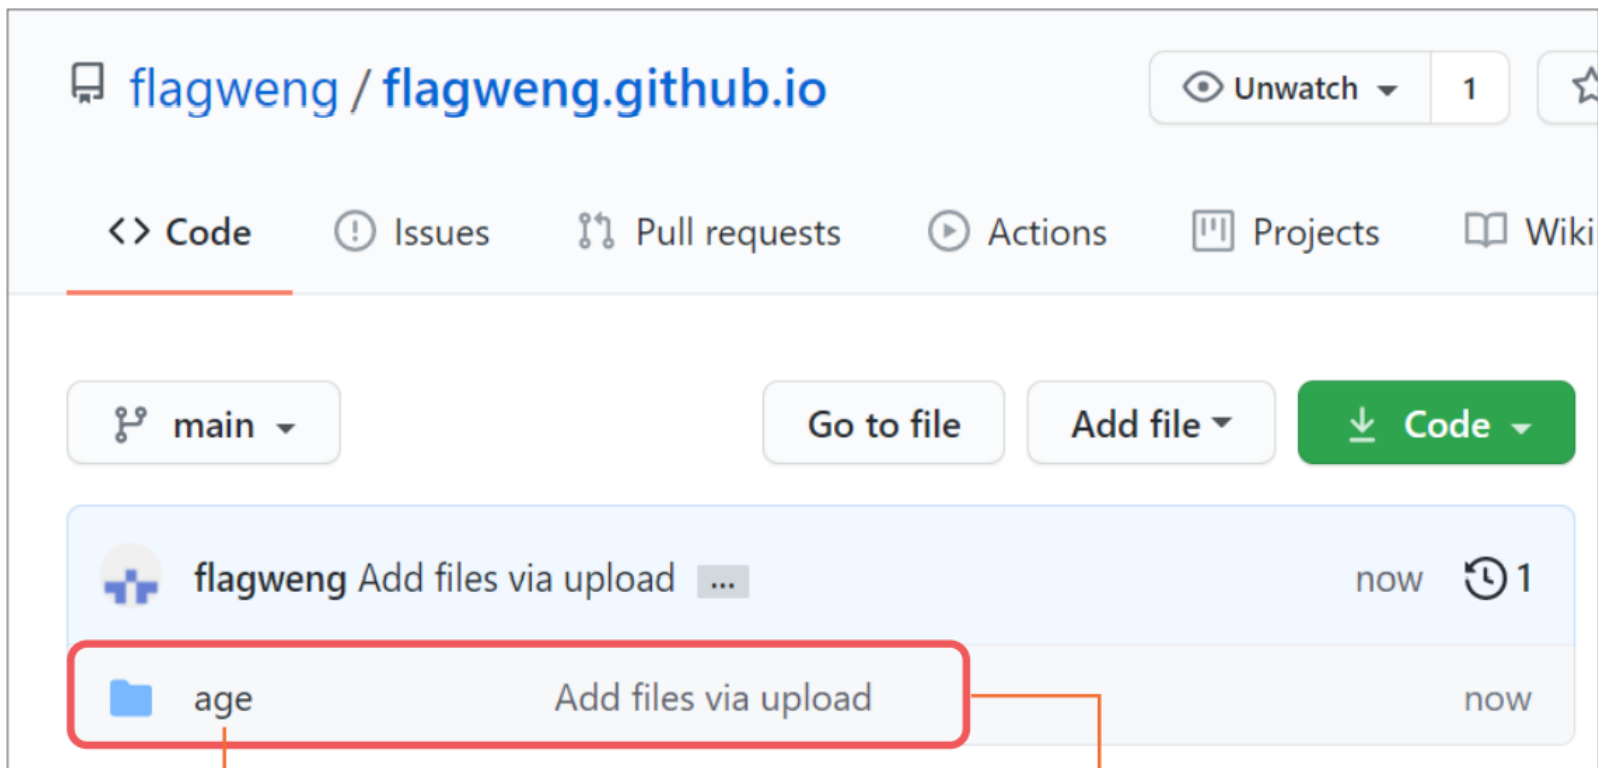 flagweng / flagweng.github.io Unwatch 1
Code Issues Pull requests Actions Projects Wiki
main Go to file Add file Code
flagweng Add files via upload ... now 1
age Add files via upload now